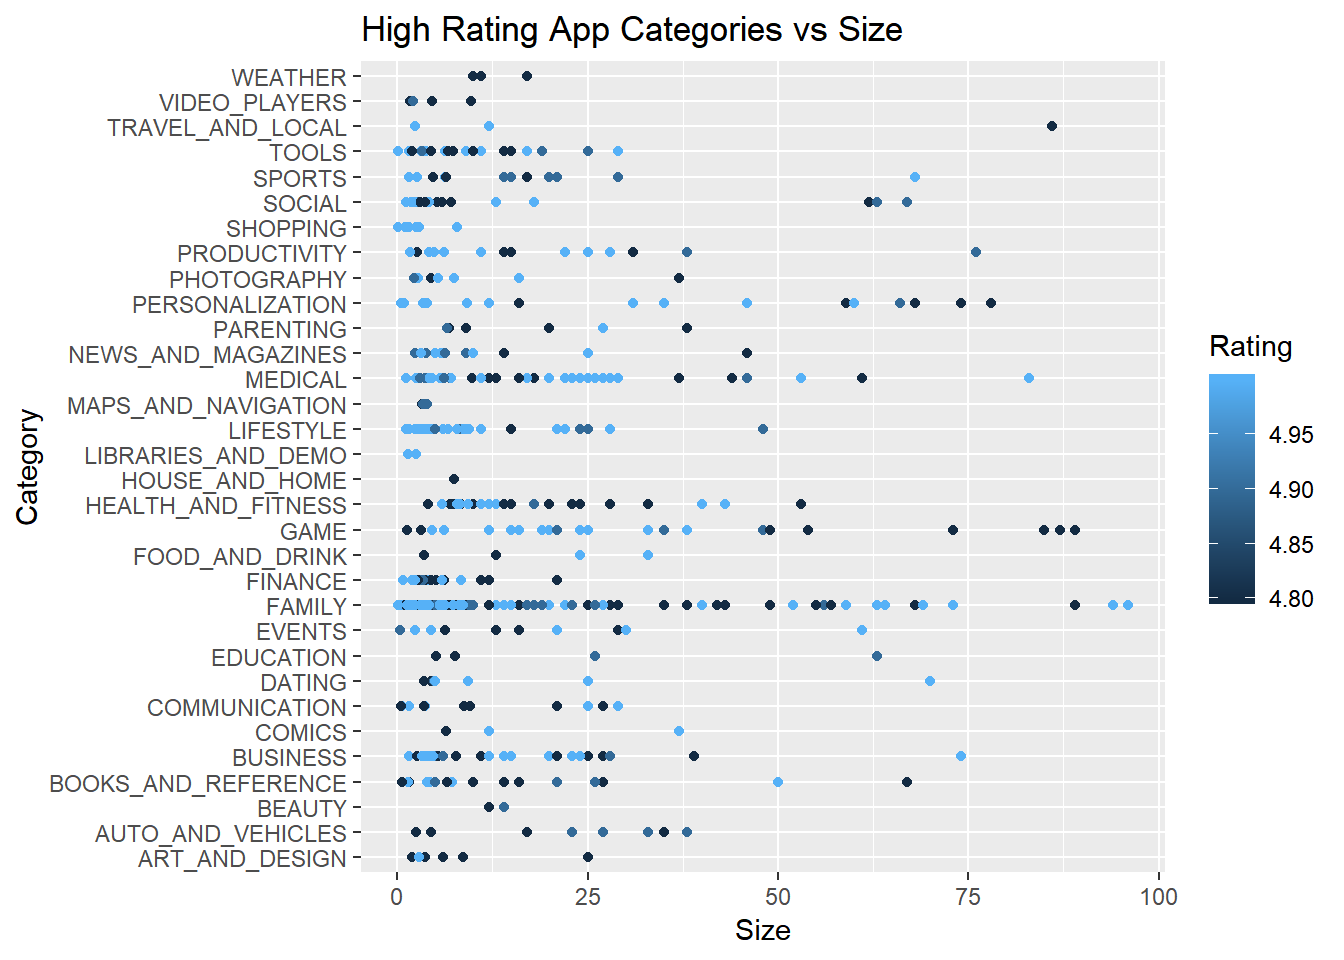 High Rating App Categories vs Size
WEATHER
VIDEO_PLAYERS
TRAVEL_AND_LOCAL
TOOLS
SPORTS
SOCIAL
SHOPPING
PRODUCTIVITY
PHOTOGRAPHY
PERSONALIZATION
PARENTING
NEWS_AND_MAGAZINES
MEDICAL
MAPS_AND_NAVIGATION
LIFESTYLE
LIBRARIES_AND_DEMO
HOUSE_AND_HOME
HEALTH_AND_FITNESS
GAME
FOOD_AND_DRINK
FINANCE
FAMILY
EVENTS
EDUCATION
DATING
COMMUNICATION
COMICS
BUSINESS
BOOKS_AND_REFERENCE
BEAUTY
AUTO_AND_VEHICLES
ART_AND_DESIGN
Category
0 25 50 75 100
Size
Rating
4.95
4.90
4.85
4.80